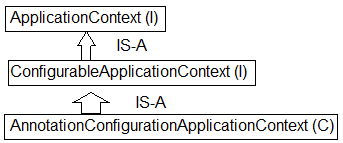 ApplicationContext (I)
IS-A
ConfigurableApplicationContext (I)
IS-A
AnnotationConfigurationApplicationContext (C)